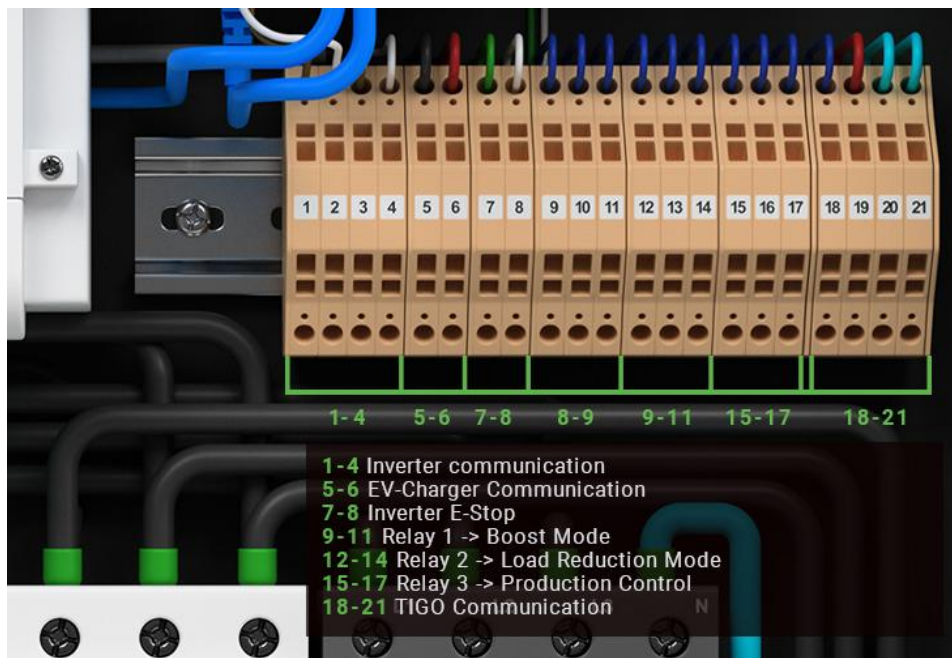 1 2 3 4 5 6 7 8 9 10 11 12 13 14 15 16 17 18 19 20 21
1-4 5-6 7-8 8-9 9-11 15-17 18-21
1-4 Inverter communication
5-6 EV-Charger Communication
7-8 Inverter E-Stop
9-11 Relay 1 -> Boost Mode
12-14 Relay 2 -> Load Reduction Mode
15-17 Relay 3 -> Production Control
18-21 TIGO Communication
N